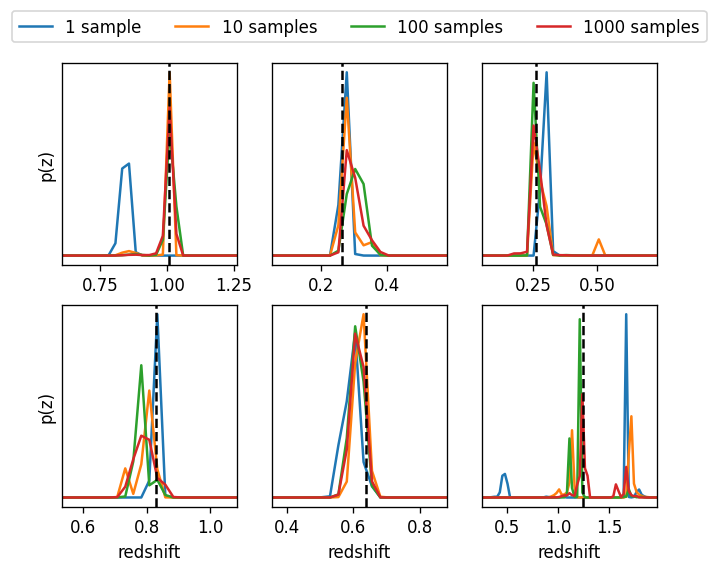 1 sample 10 samples 100 samples 1000 samples
p(z)
0.75 1.00 1.25 0.2 0.4 0.25 0.50
p(z)
0.6 0.8 1.0 0.4 0.6 0.8 0.5 1.0 1.5
redshift redshift redshift